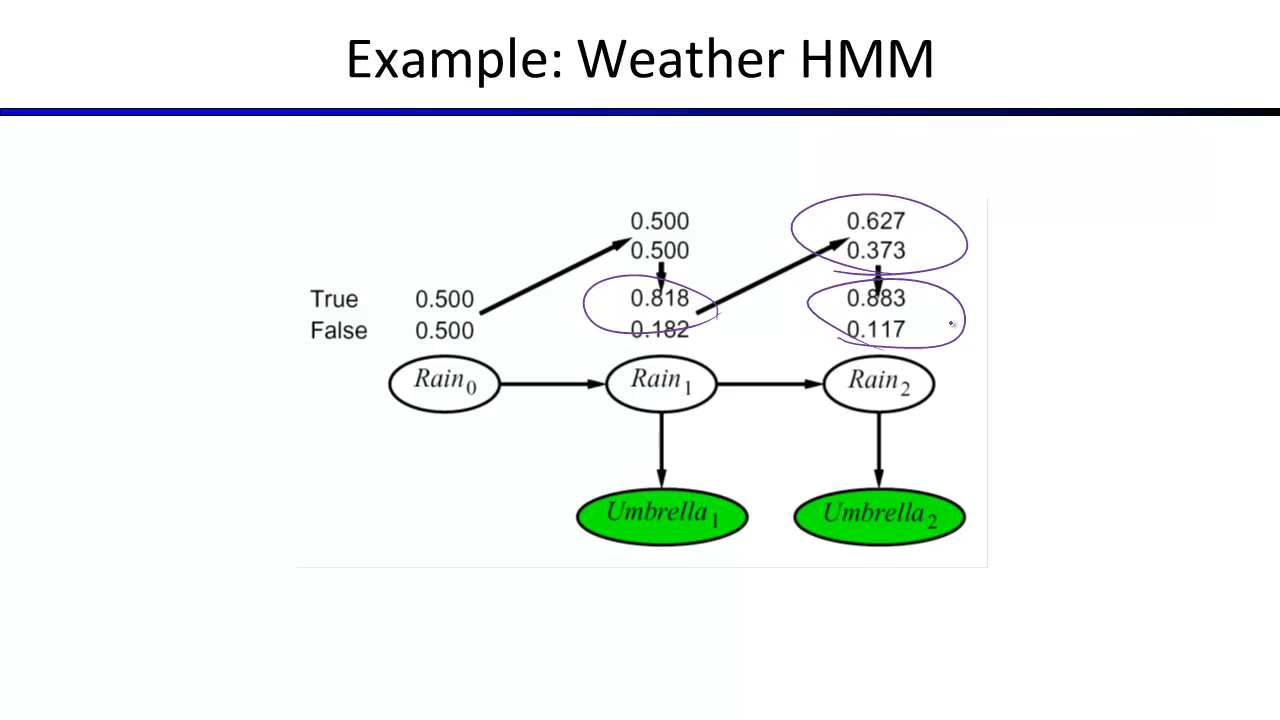 Example: Weather HMM
0.500 0.627
0.500 0.373
True 0.500 0.818 0.883
False 0.500 0.182 0.117
Rain0 Rain1 Rain2
Umbrella1 Umbrella2